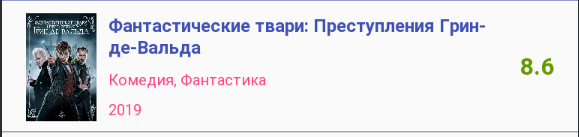 Фантастические твари: Преступления Грин-
де-Вальда
Комедия, Фантастика
2019
8.6